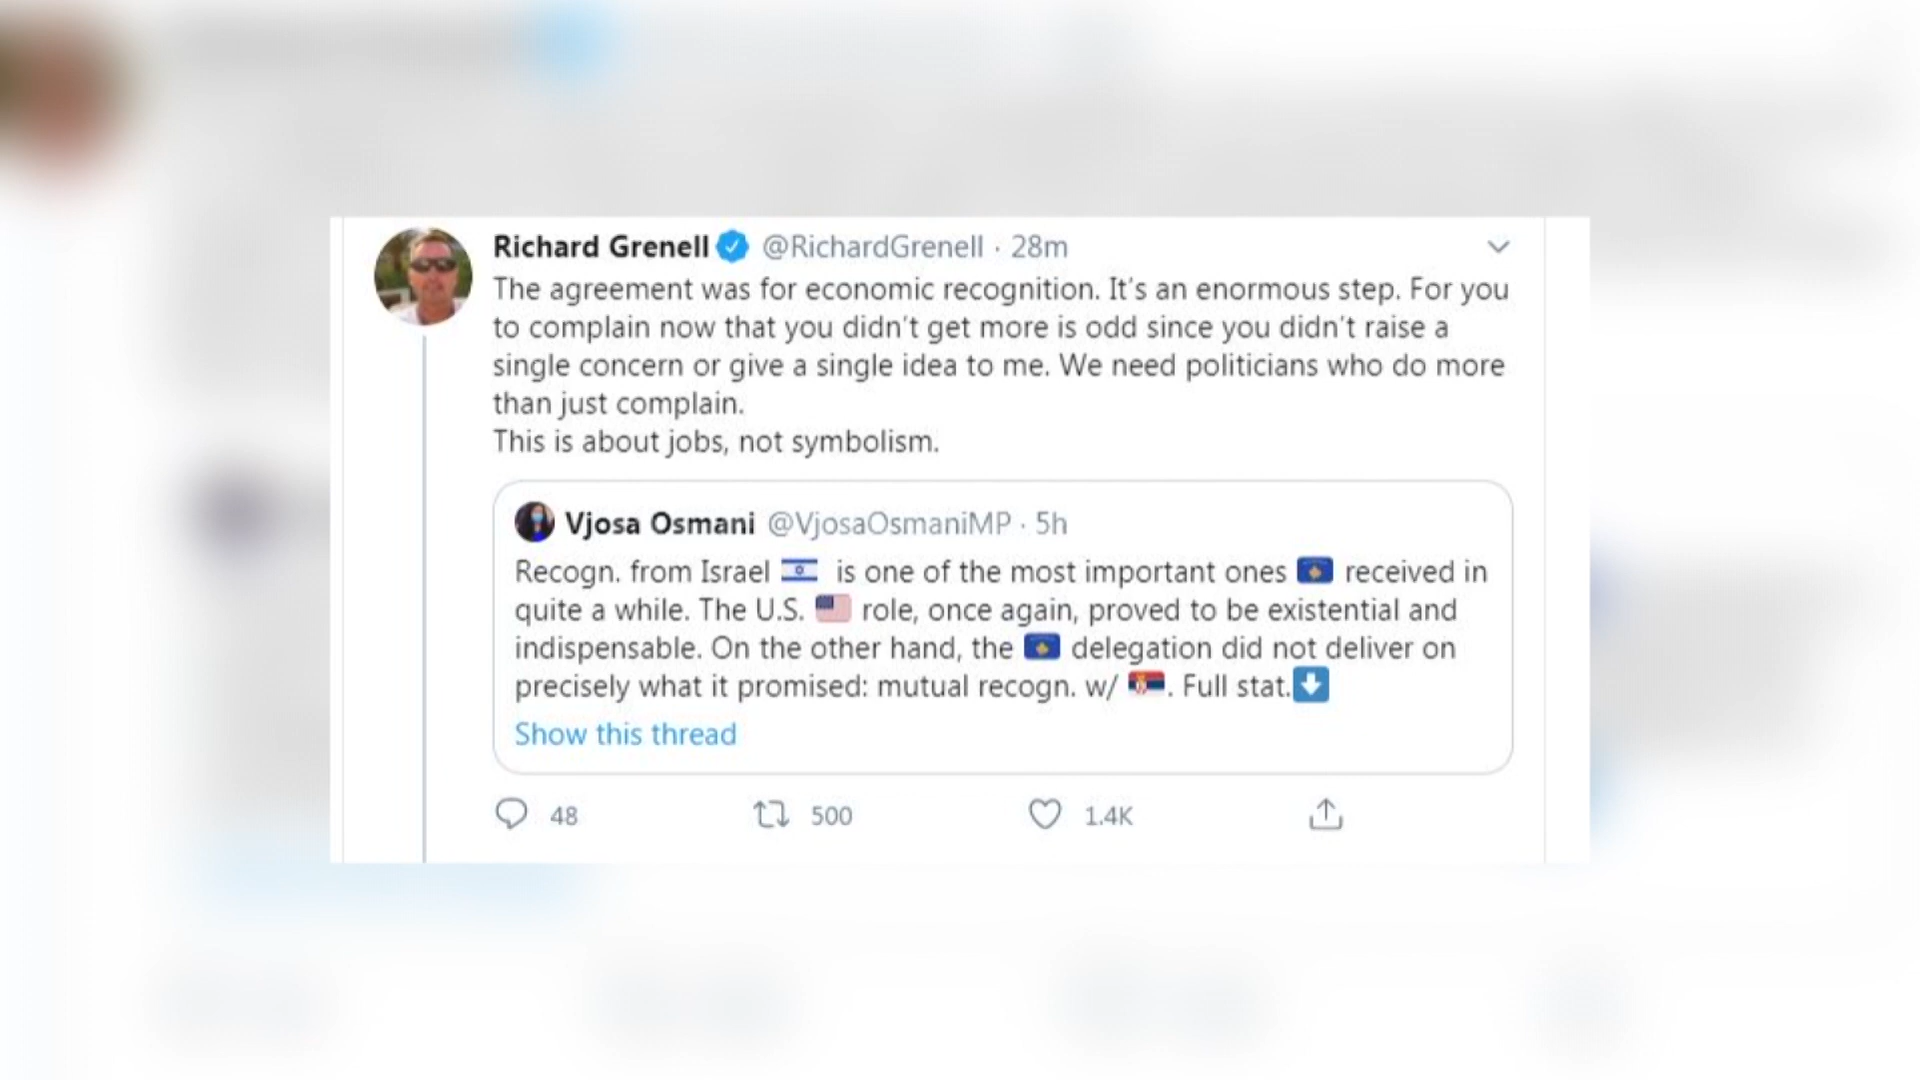 Richard Grenell @RichardGrenell · 28m
The agreement was for economic recognition. It's an enormous step. For you
to complain now that you didn't get more is odd since you didn't raise a
single concern or give a single idea to me. We need politicians who do more
than just complain.
This is about jobs, not symbolism.
Vjosa Osmani @VjosaOsmaniMP · 5h
Recogn. from Israel 🇮🇱 is one of the most important ones 🇽🇰 received in
quite a while. The U.S. 🇺🇸 role, once again, proved to be existential and
indispensable. On the other hand, the 🇽🇰 delegation did not deliver on
precisely what it promised: mutual recogn. w/ 🇷🇸. Full stat.⬇
Show this thread
48 500 1.4K